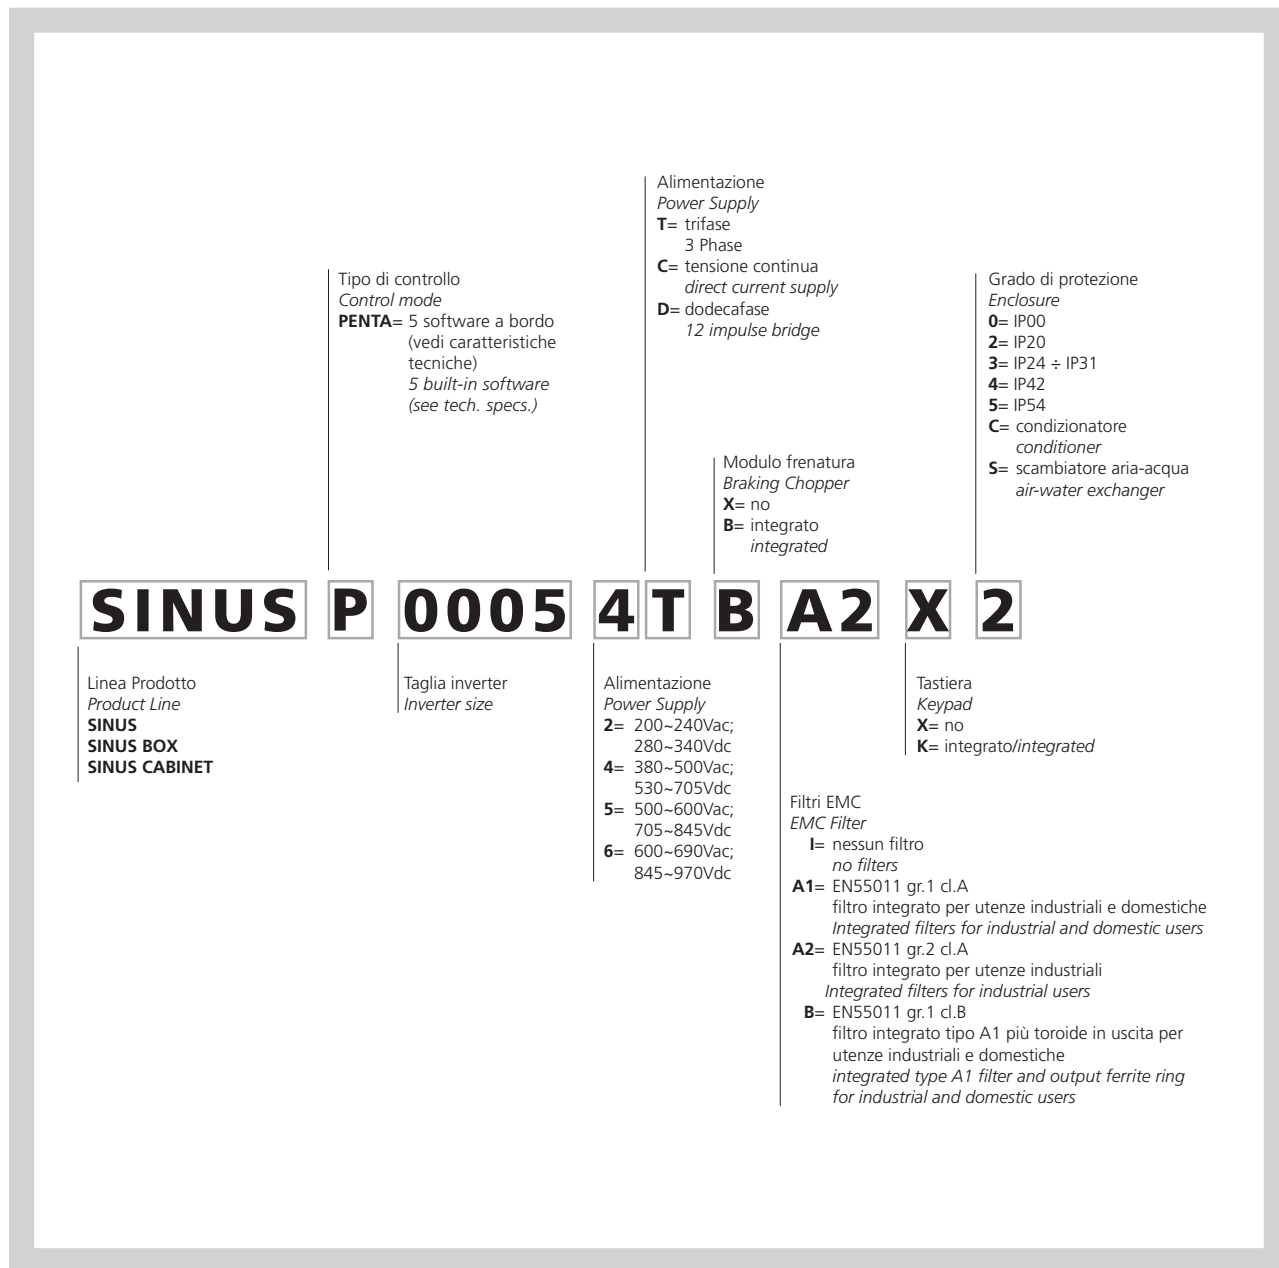 Alimentazione
Power Supply
T= trifase
3 Phase
C= tensione continua
direct current supply
D= dodecafase
12 impulse bridge
Tipo di controllo
Control mode
PENTA= 5 software a bordo
(vedi caratteristiche
tecniche)
5 built-in software
(see tech. specs.)
Grado di protezione
Enclosure
0= IP00
2= IP20
3= IP24 ÷ IP31
4= IP42
5= IP54
C= condizionatore
conditioner
S= scambiatore aria-acqua
air-water exchanger
Modulo frenatura
Braking Chopper
X= no
B= integrato
integrated
SINUS P 0005 4 T B A2 X 2
Linea Prodotto
Product Line
SINUS
SINUS BOX
SINUS CABINET
Taglia inverter
Inverter size
Alimentazione
Power Supply
2= 200~240Vac;
280~340Vdc
4= 380~500Vac;
530~705Vdc
5= 500~600Vac;
705~845Vdc
6= 600~690Vac;
845~970Vdc
Tastiera
Keypad
X= no
K= integrato/integrated
Filtri EMC
EMC Filter
I= nessun filtro
no filters
A1= EN55011 gr.1 cl.A
filtro integrato per utenze industriali e domestiche
Integrated filters for industrial and domestic users
A2= EN55011 gr.2 cl.A
filtro integrato per utenze industriali
Integrated filters for industrial users
B= EN55011 gr.1 cl.B
filtro integrato tipo A1 più toroide in uscita per
utenze industriali e domestiche
integrated type A1 filter and output ferrite ring
for industrial and domestic users